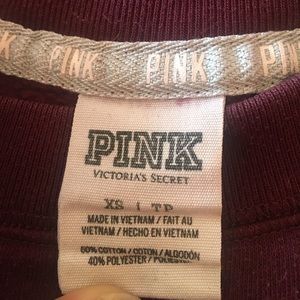 PINK PINK PINK PINK
PINK
VICTORIA'S SECRET
XS | TP
MADE IN VIETNAM / FAIT AU
VIETNAM / HECHO EN VIETNAM
60% COTTON / COTON / ALGODÓN
40% POLYESTER /